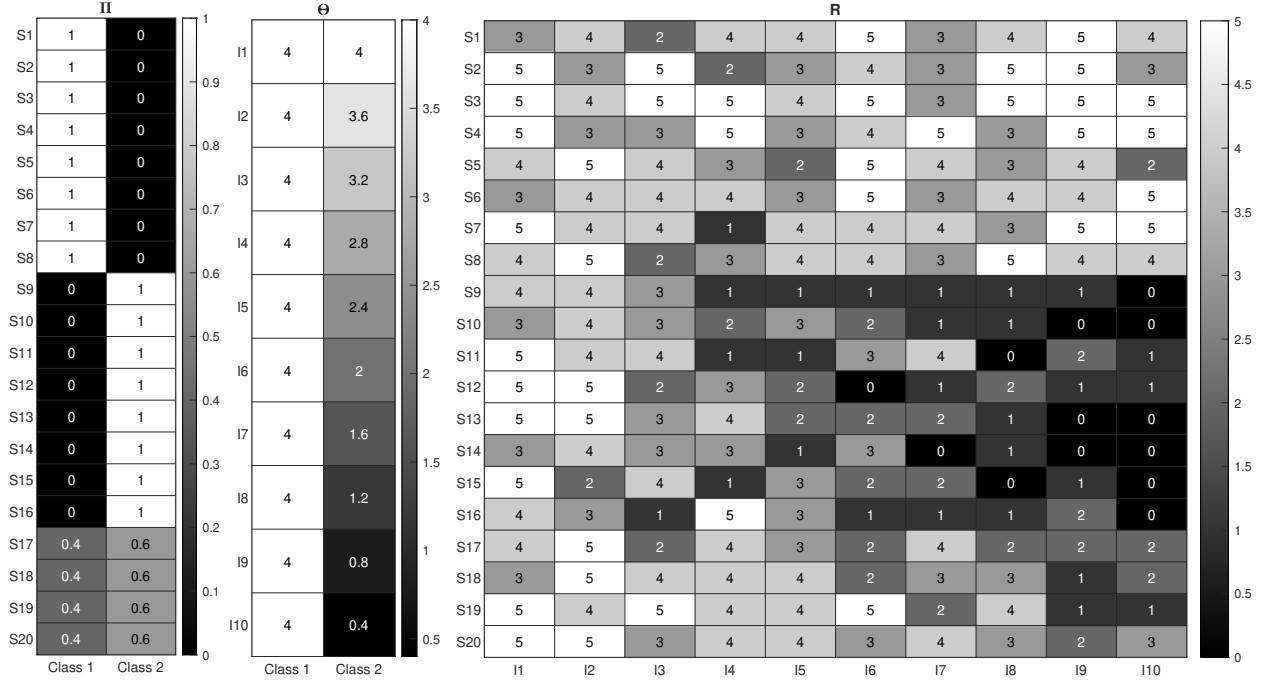 Π
S1 1 0
S2 1 0
S3 1 0
S4 1 0
S5 1 0
S6 1 0
S7 1 0
S8 1 0
S9 0 1
S10 0 1
S11 0 1
S12 0 1
S13 0 1
S14 0 1
S15 0 1
S16 0 1
S17 0.4 0.6
S18 0.4 0.6
S19 0.4 0.6
S20 0.4 0.6
Class 1 Class 2
1
0.9
0.8
0.7
0.6
0.5
0.4
0.3
0.2
0.1
0
Θ
I1 4 4
I2 4 3.6
I3 4 3.2
I4 4 2.8
I5 4 2.4
I6 4 2
I7 4 1.6
I8 4 1.2
I9 4 0.8
I10 4 0.4
Class 1 Class 2
4
3.5
3
2.5
2
1.5
1
0.5
R
S1 3 4 2 4 4 5 3 4 5 4
S2 5 3 5 2 3 4 3 5 5 3
S3 5 4 5 5 4 5 3 5 5 5
S4 5 3 3 5 3 4 5 3 5 5
S5 4 5 4 3 2 5 4 3 4 2
S6 3 4 4 4 3 5 3 4 4 5
S7 5 4 4 1 4 4 4 3 5 5
S8 4 5 2 3 4 4 3 5 4 4
S9 4 4 3 1 1 1 1 1 1 0
S10 3 4 3 2 3 2 1 1 0 0
S11 5 4 4 1 1 3 4 0 2 1
S12 5 5 2 3 2 0 1 2 1 1
S13 5 5 3 4 2 2 2 1 0 0
S14 3 4 3 3 1 3 0 1 0 0
S15 5 2 4 1 3 2 2 0 1 0
S16 4 3 1 5 3 1 1 1 2 0
S17 4 5 2 4 3 2 4 2 2 2
S18 3 5 4 4 4 2 3 3 1 2
S19 5 4 5 4 4 5 2 4 1 1
S20 5 5 3 4 4 3 4 3 2 3
I1 I2 I3 I4 I5 I6 I7 I8 I9 I10
5
4.5
4
3.5
3
2.5
2
1.5
1
0.5
0